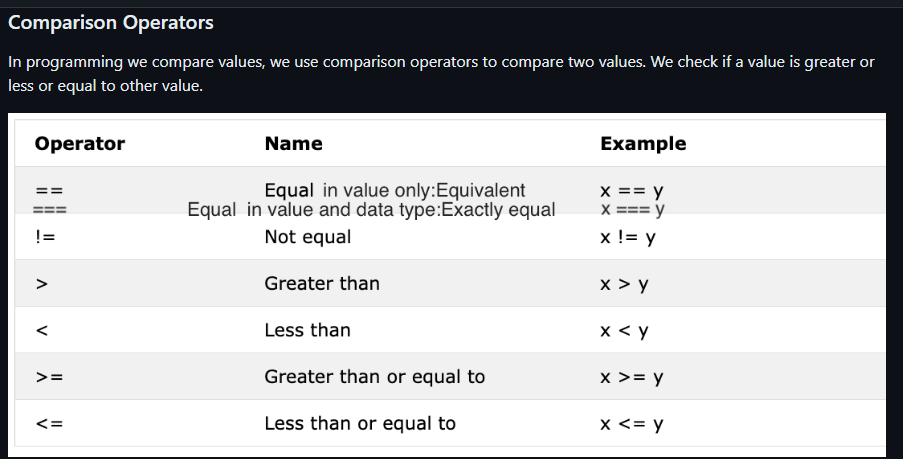 Comparison Operators
In programming we compare values, we use comparison operators to compare two values. We check if a value is greater or
less or equal to other value.
Operator Name Example
== Equal in value only:Equivalent x == y
=== Equal in value and data type:Exactly equal x === y
!= Not equal x != y
> Greater than x > y
< Less than x < y
>= Greater than or equal to x >= y
<= Less than or equal to x <= y